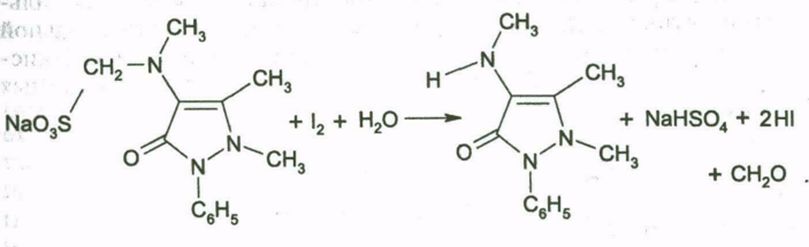 CH₃
CH₂ N CH₃
NaO₃S + I₂ + H₂O
O N N CH₃
C₆H₅
CH₃
H N CH₃
+ NaHSO₄ + 2HI
O N N CH₃
+ CH₂O .
C₆H₅